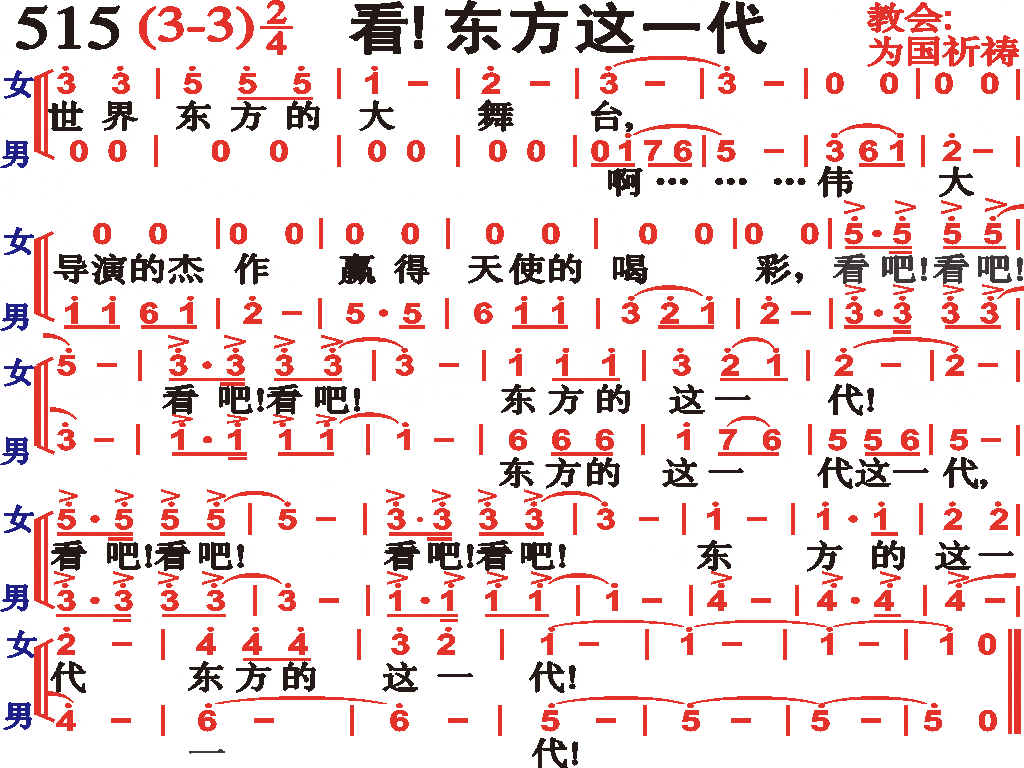 515 (3-3) 2/4 看! 东方这一代 教会:
为国祈祷
女 3 3 | 5 5 5 | 1 - | 2 - | 3 - | 3 - | 0 0 | 0 0 |
世 界 东 方 的 大 舞 台,
男 0 0 | 0 0 | 0 0 | 0 0 | 0 1 7 6 | 5 - | 3 6 1 | 2 - |
啊 … … … 伟 大
女 0 0 | 0 0 | 0 0 | 0 0 | 0 0 | 0 0 | 5 · 5 | 5 5 |
导演的杰 作 赢 得 天使的 喝 彩, 看 吧!看 吧!
男 1 1 6 1 | 2 - | 5 · 5 | 6 1 1 | 3 2 1 | 2 - | 3 · 3 | 3 3 |
女 5 - | 3 · 3 3 3 | 3 - | 1 1 1 | 3 2 1 | 2 - | 2 - |
看 吧!看 吧! 东 方 的 这 一 代!
男 3 - | 1 · 1 1 1 | 1 - | 6 6 6 | 1 7 6 | 5 5 6 | 5 - |
东 方 的 这 一 代这一 代,
女 5 · 5 5 5 | 5 - | 3 · 3 3 3 | 3 - | 1 - | 1 · 1 | 2 2 |
看 吧!看 吧! 看 吧!看 吧! 东 方 的 这 一
男 3 · 3 3 3 | 3 - | 1 · 1 1 1 | 1 - | 4 - | 4 · 4 | 4 - |
女 2 - | 4 4 4 | 3 2 | 1 - | 1 - | 1 - | 1 0
代 东 方 的 这 一 代!
男 4 - | 6 - | 6 - | 5 - | 5 - | 5 - | 5 0
一 代!